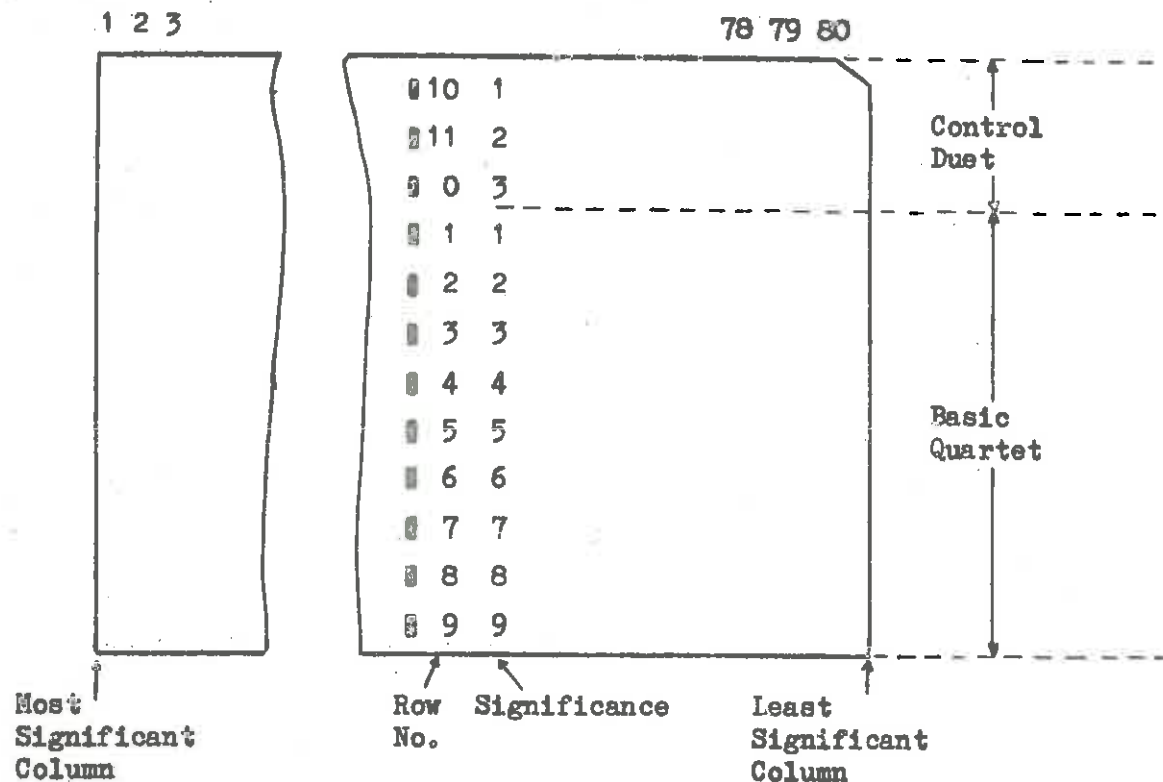 1 2 3
78 79 80
10 1
11 2
0 3
1 1
2 2
3 3
4 4
5 5
6 6
7 7
8 8
9 9
Control
Duet
Basic
Quartet
Most
Significant
Column
Row
No.
Significance
Least
Significant
Column